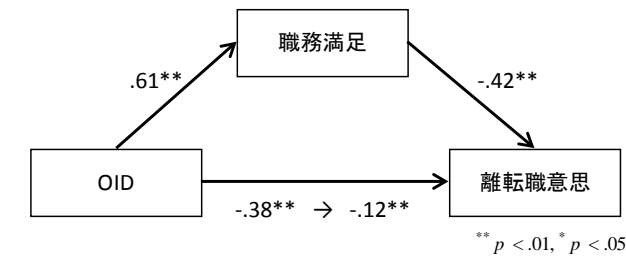 職務満足
.61**
-.42**
OID
離転職意思
-.38** → -.12**
** p < .01, * p < .05